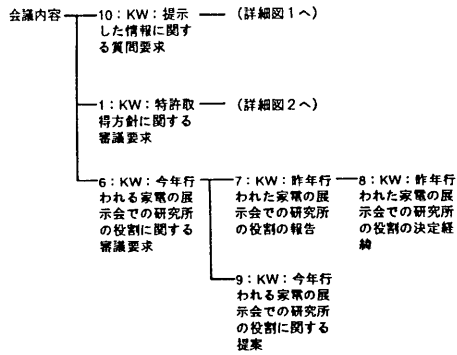 会議内容
10：KW：提示
した情報に関す
る質問要求
（詳細図１へ）
1：KW：特許取
得方針に関する
審議要求
（詳細図２へ）
6：KW：今年行
われる家電の展
示会での研究所
の役割に関する
審議要求
7：KW：昨年行
われた家電の展
示会での研究所
の役割の報告
8：KW：昨年行
われた家電の展
示会での研究所
の役割の決定経
緯
9：KW：今年行
われる家電の展
示会での研究所
の役割に関する
提案